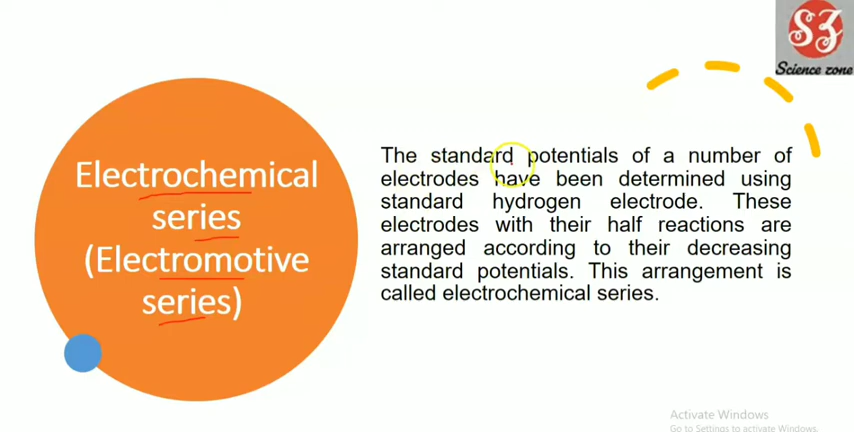 SZ
Science zone
Electrochemical
series
(Electromotive
series)
The standard potentials of a number of
electrodes have been determined using
standard hydrogen electrode. These
electrodes with their half reactions are
arranged according to their decreasing
standard potentials. This arrangement is
called electrochemical series.
Activate Windows
Go to Settings to activate Windows.